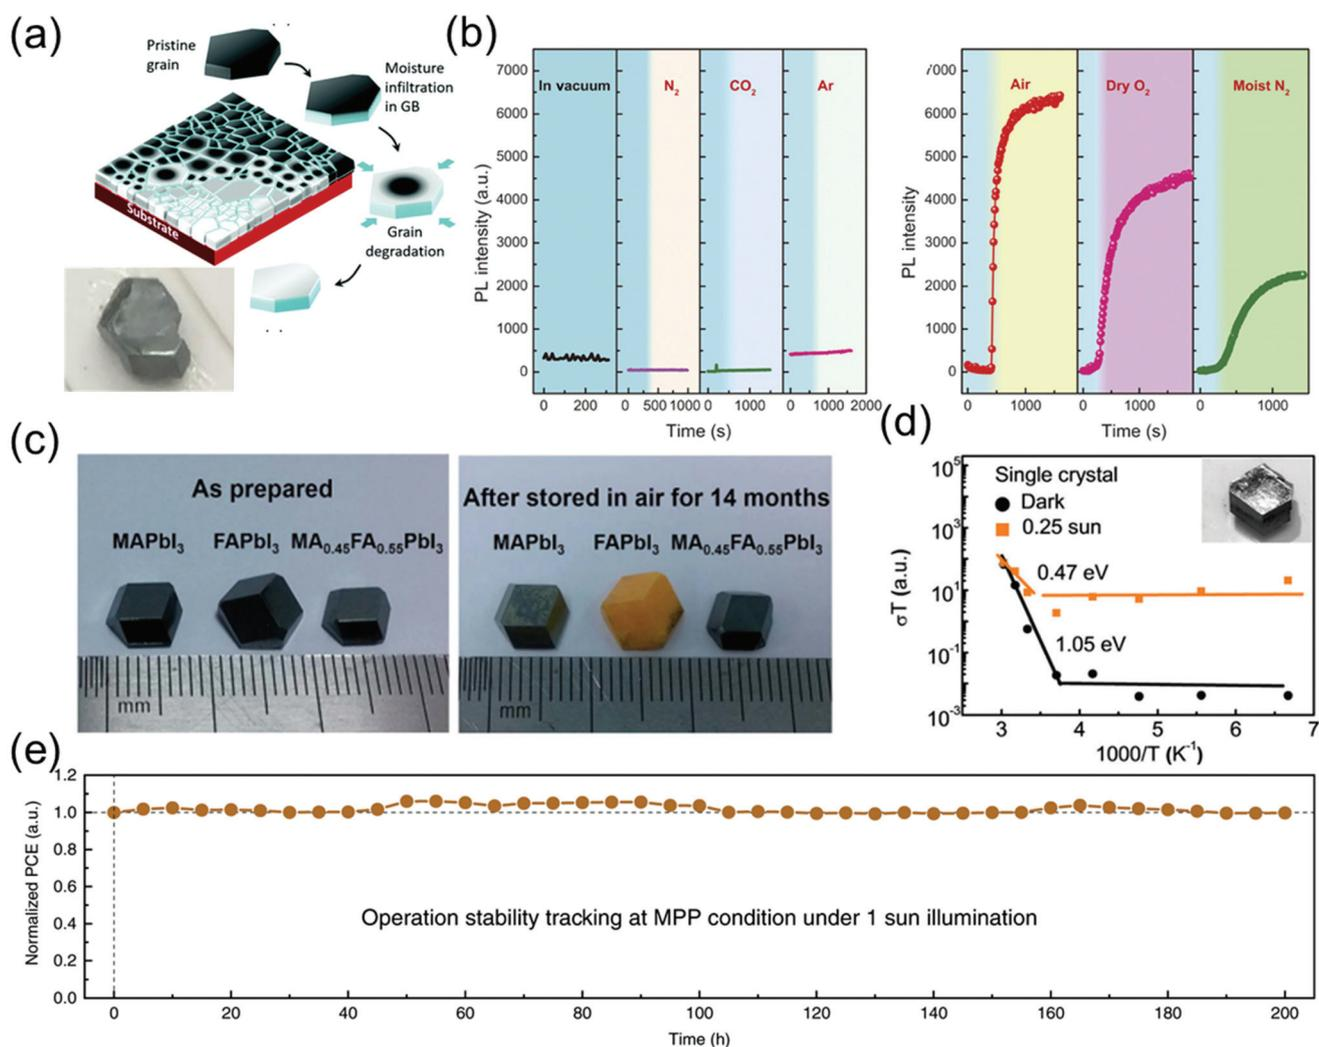 (a)
Pristine
grain
Moisture
infiltration
in GB
Substrate
Grain
degradation
(b)
PL intensity (a.u.)
7000
6000
5000
4000
3000
2000
1000
0
In vacuum
N₂
CO₂
Ar
0 200
0 500 1000
0 1000
0 1000 2000
Time (s)
PL intensity
7000
6000
5000
4000
3000
2000
1000
0
Air
Dry O₂
Moist N₂
0 1000
0 1000
0 1000
Time (s)
(c)
As prepared
MAPbI₃ FAPbI₃ MA₀.₄₅FA₀.₅₅PbI₃
mm
After stored in air for 14 months
MAPbI₃ FAPbI₃ MA₀.₄₅FA₀.₅₅PbI₃
mm
(d)
σT (a.u.)
10⁵
10³
10¹
10⁻¹
10⁻³
Single crystal
Dark
0.25 sun
0.47 eV
1.05 eV
3 4 5 6 7
1000/T (K⁻¹)
(e)
Normalized PCE (a.u.)
1.2
1.0
0.8
0.6
0.4
0.2
0.0
Operation stability tracking at MPP condition under 1 sun illumination
0 20 40 60 80 100 120 140 160 180 200
Time (h)